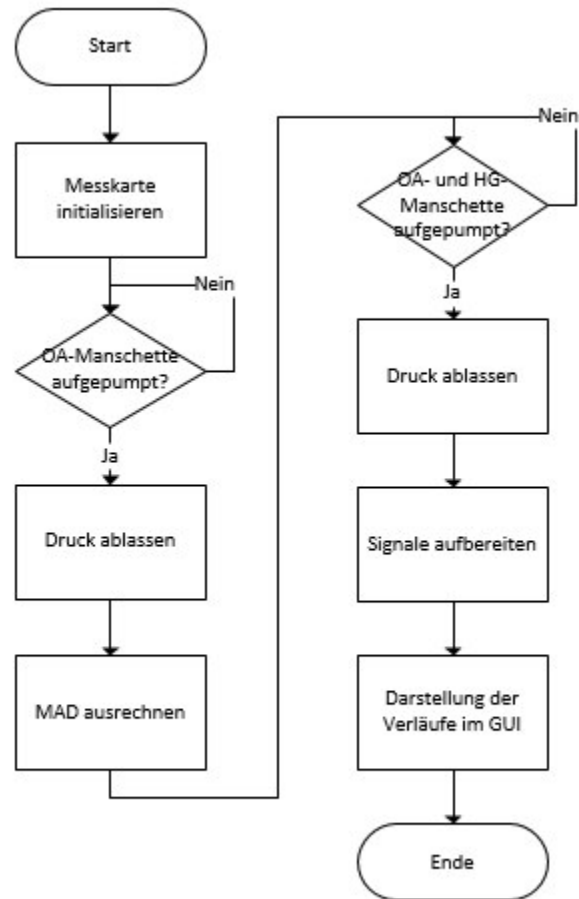 Start
Messkarte
initialisieren
Nein
OA-Manschette
aufgepumpt?
Ja
Druck ablassen
MAD ausrechnen
Nein
OA- und HG-
Manschette
aufgepumpt?
Ja
Druck ablassen
Signale aufbereiten
Darstellung der
Verläufe im GUI
Ende